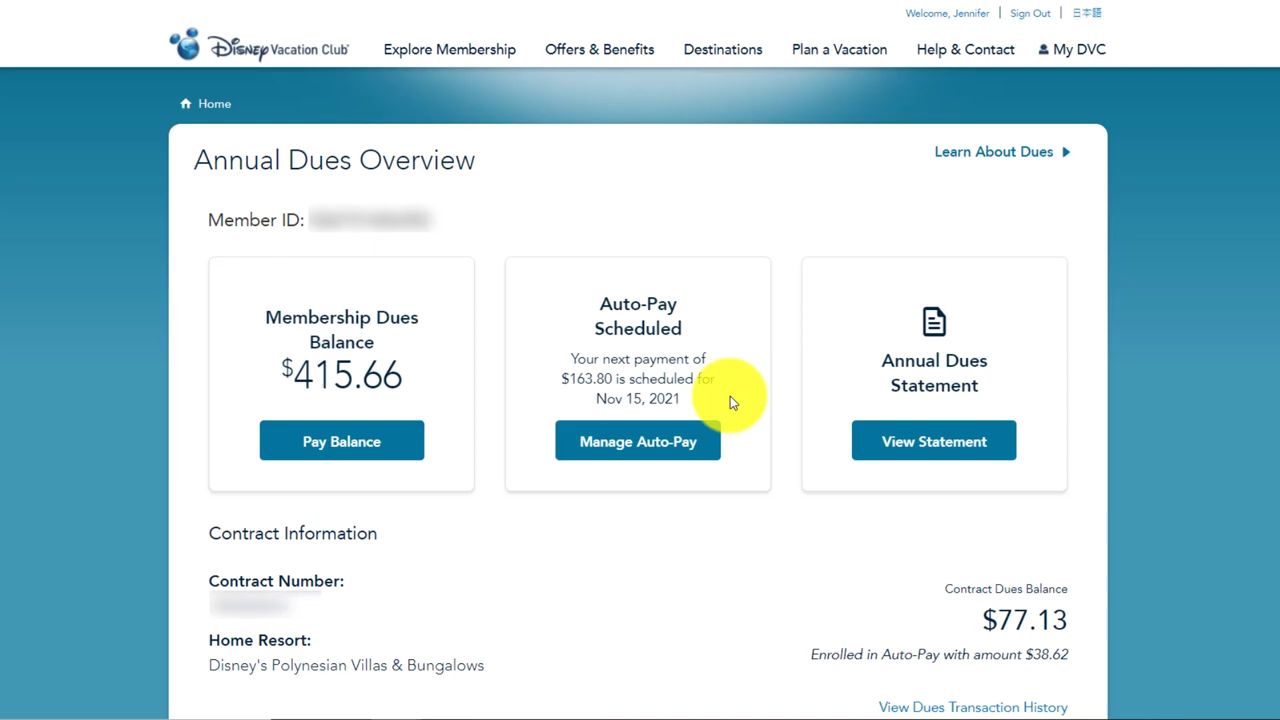 Welcome, Jennifer
Sign Out
日本語
Disney Vacation Club
Explore Membership
Offers & Benefits
Destinations
Plan a Vacation
Help & Contact
My DVC
Home
Annual Dues Overview
Learn About Dues
Member ID:
Membership Dues
Balance
$415.66
Pay Balance
Auto-Pay
Scheduled
Your next payment of
$163.80 is scheduled for
Nov 15, 2021
Manage Auto-Pay
Annual Dues
Statement
View Statement
Contract Information
Contract Number:
Home Resort:
Disney's Polynesian Villas & Bungalows
Contract Dues Balance
$77.13
Enrolled in Auto-Pay with amount $38.62
View Dues Transaction History